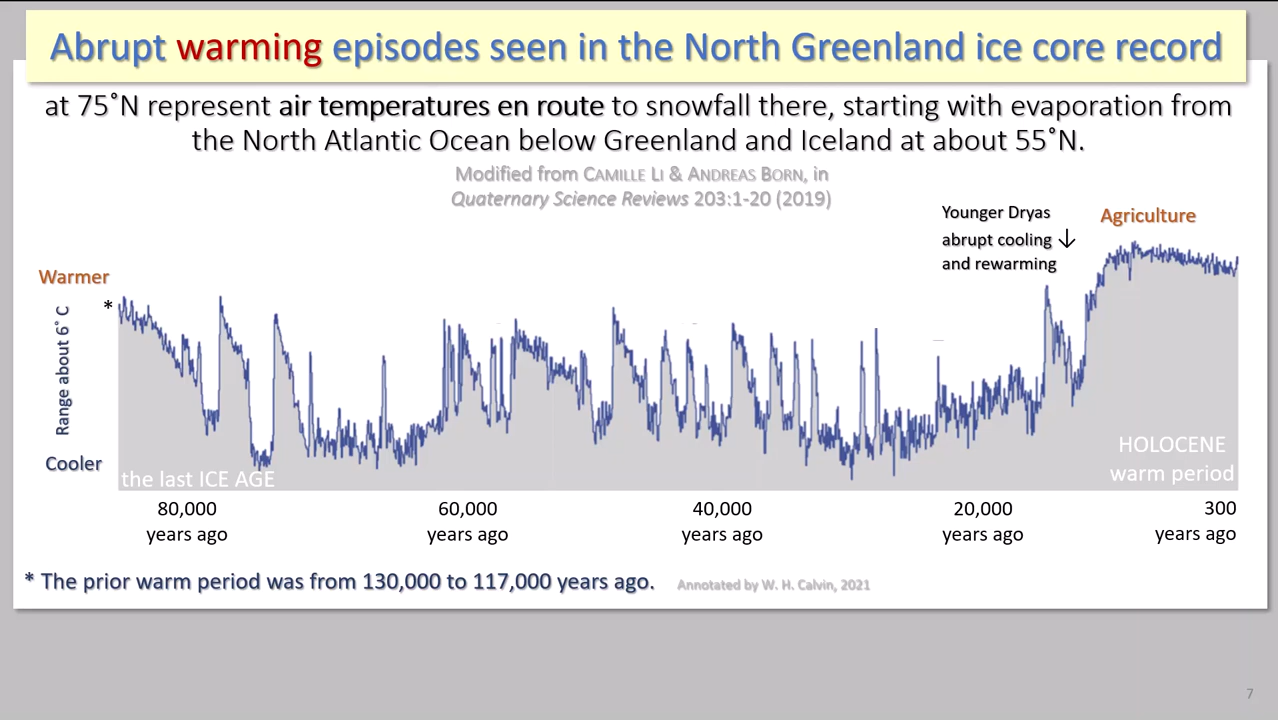 Abrupt warming episodes seen in the North Greenland ice core record
at 75˚N represent air temperatures en route to snowfall there, starting with evaporation from
the North Atlantic Ocean below Greenland and Iceland at about 55˚N.
Modified from CAMILLE LI & ANDREAS BORN, in
Quaternary Science Reviews 203:1-20 (2019)
Younger Dryas
abrupt cooling ↓
and rewarming
Agriculture
Warmer
*
Range about 6˚ C
Cooler
the last ICE AGE
HOLOCENE
warm period
80,000
years ago
60,000
years ago
40,000
years ago
20,000
years ago
300
years ago
* The prior warm period was from 130,000 to 117,000 years ago.
Annotated by W. H. Calvin, 2021
7